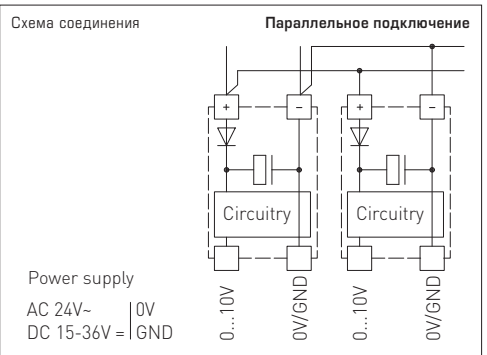 Схема соединения
Параллельное подключение
+ − + −
Circuitry Circuitry
Power supply
AC 24V~ | 0V
DC 15-36V = | GND
0...10V
0V/GND
0...10V
0V/GND